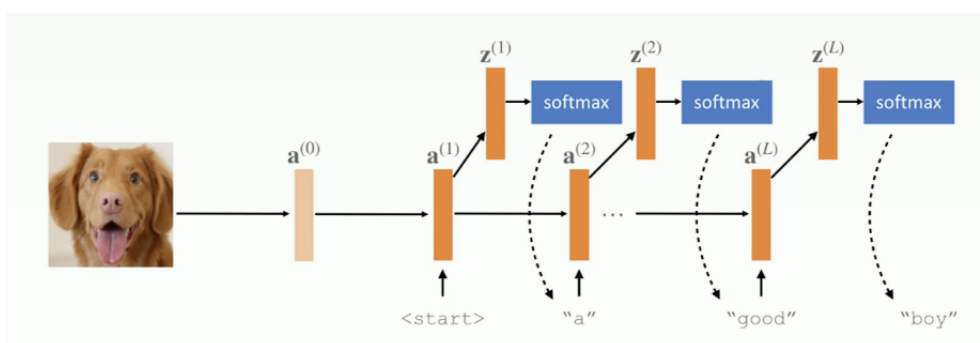 z^(1) z^(2) z^(L)
softmax softmax softmax
a^(0) a^(1) a^(2) a^(L)
...
<start> “a” “good” “boy”